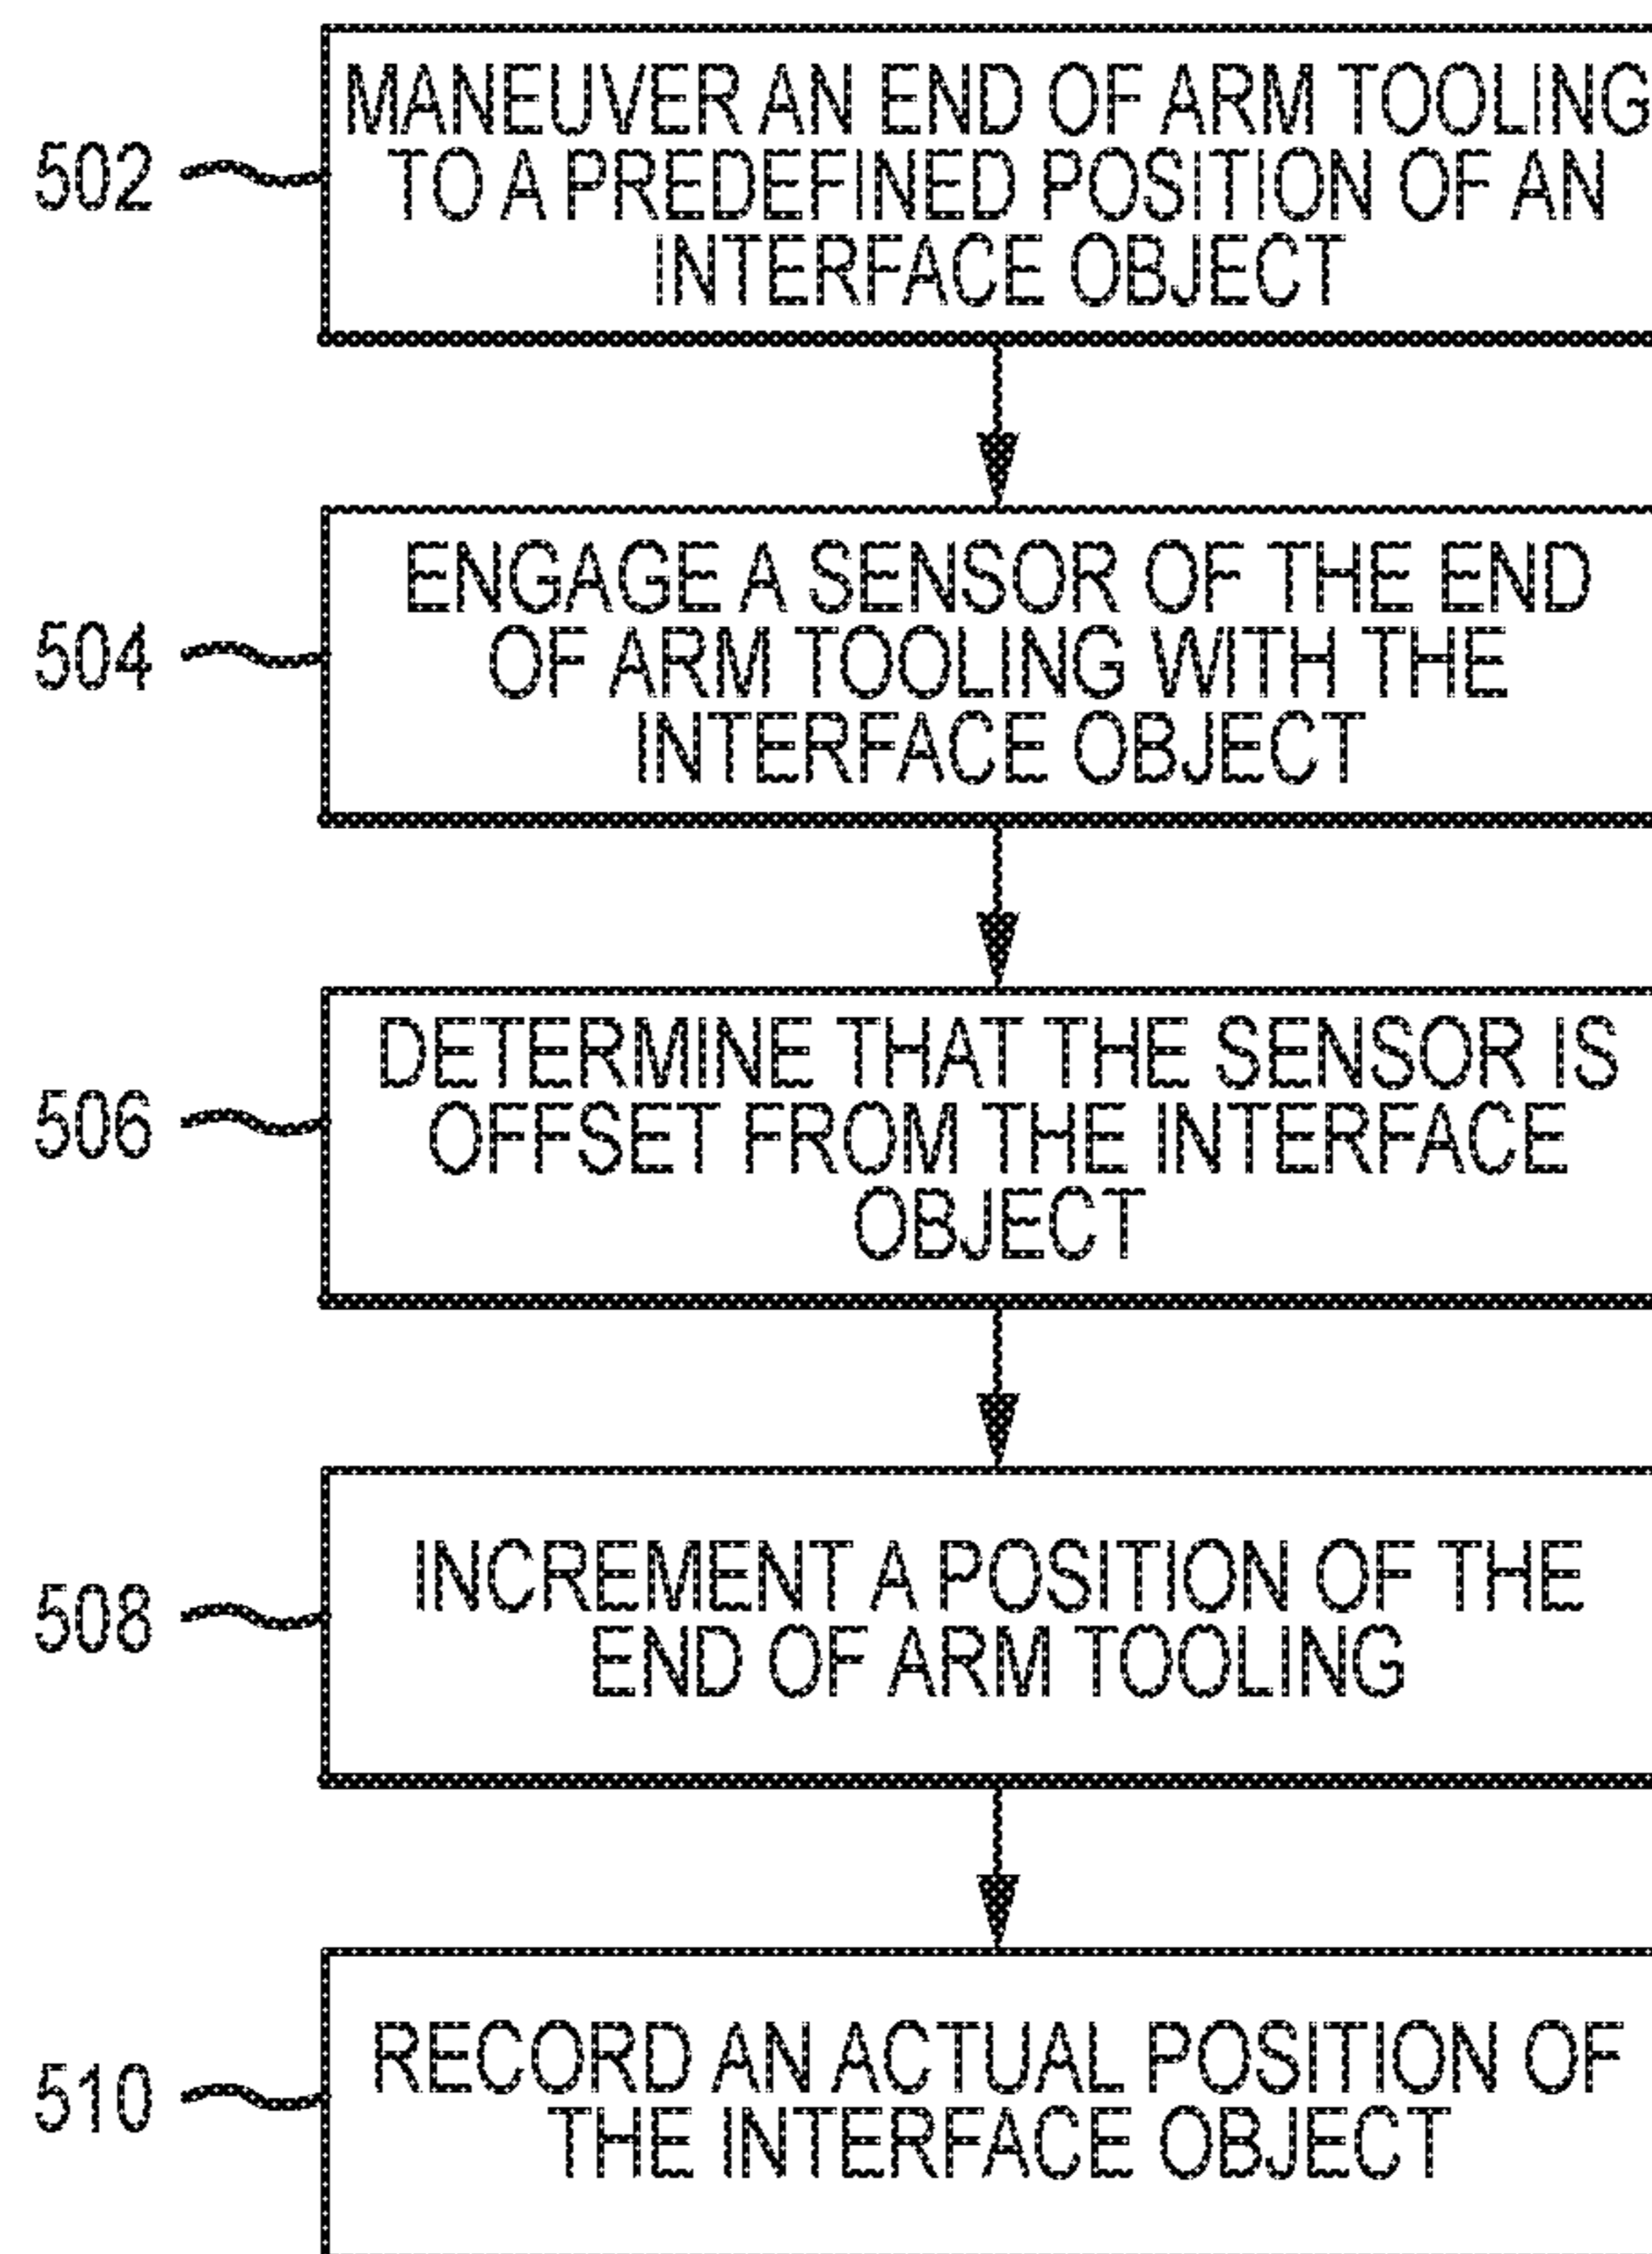 502
MANEUVER AN END OF ARM TOOLING
TO A PREDEFINED POSITION OF AN
INTERFACE OBJECT
504
ENGAGE A SENSOR OF THE END
OF ARM TOOLING WITH THE
INTERFACE OBJECT
506
DETERMINE THAT THE SENSOR IS
OFFSET FROM THE INTERFACE
OBJECT
508
INCREMENT A POSITION OF THE
END OF ARM TOOLING
510
RECORD AN ACTUAL POSITION OF
THE INTERFACE OBJECT